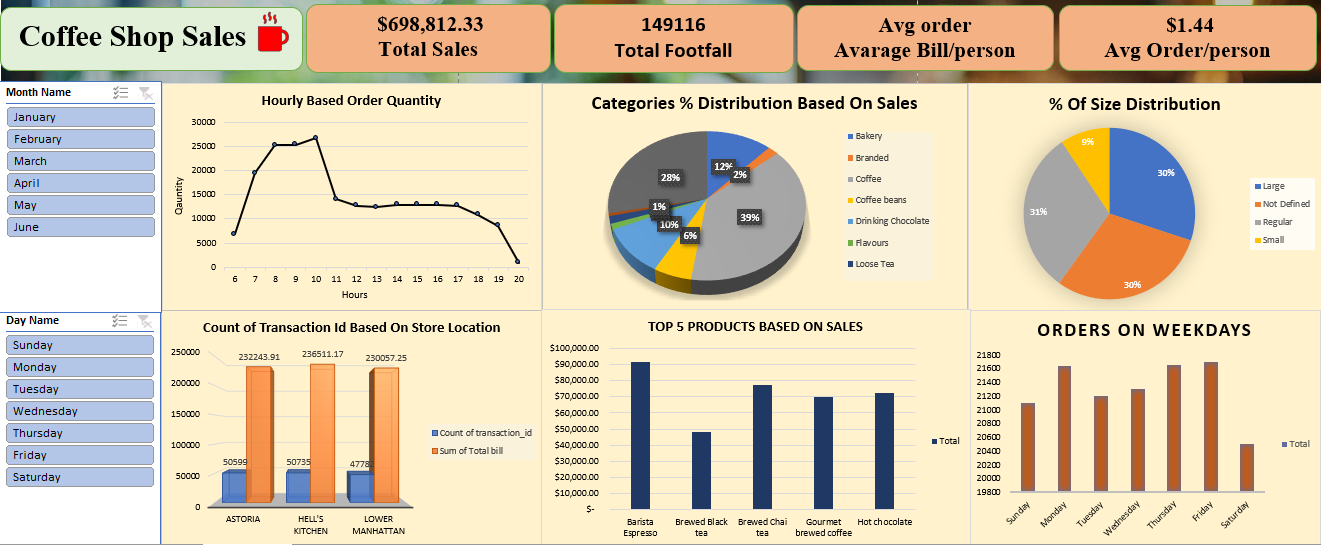 Coffee Shop Sales
$698,812.33
Total Sales
149116
Total Footfall
Avg order
Avarage Bill/person
$1.44
Avg Order/person
Month Name
January
February
March
April
May
June
Day Name
Sunday
Monday
Tuesday
Wednesday
Thursday
Friday
Saturday
Hourly Based Order Quantity
30000
25000
20000
15000
10000
5000
0
Qauntity
6 7 8 9 10 11 12 13 14 15 16 17 18 19 20
Hours
Categories % Distribution Based On Sales
12%
2%
28%
39%
1%
10%
6%
Bakery
Branded
Coffee
Coffee beans
Drinking Chocolate
Flavours
Loose Tea
% Of Size Distribution
9%
30%
31%
30%
Large
Not Defined
Regular
Small
Count of Transaction Id Based On Store Location
250000
200000
150000
100000
50000
0
232243.91
236511.17
230057.25
50599
50735
47782
ASTORIA
HELL'S
KITCHEN
LOWER
MANHATTAN
Count of transaction_id
Sum of Total bill
TOP 5 PRODUCTS BASED ON SALES
$100,000.00
$90,000.00
$80,000.00
$70,000.00
$60,000.00
$50,000.00
$40,000.00
$30,000.00
$20,000.00
$10,000.00
$-
Barista
Espresso
Brewed Black
tea
Brewed Chai
tea
Gourmet
brewed coffee
Hot chocolate
Total
ORDERS ON WEEKDAYS
21800
21600
21400
21200
21000
20800
20600
20400
20200
20000
19800
Sunday
Monday
Tuesday
Wednesday
Thursday
Friday
Saturday
Total